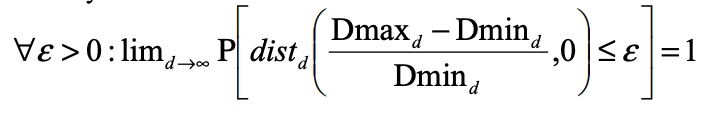 ∀ε > 0 : lim_{d→∞} P[dist_d((Dmax_d − Dmin_d)/Dmin_d, 0) ≤ ε] = 1